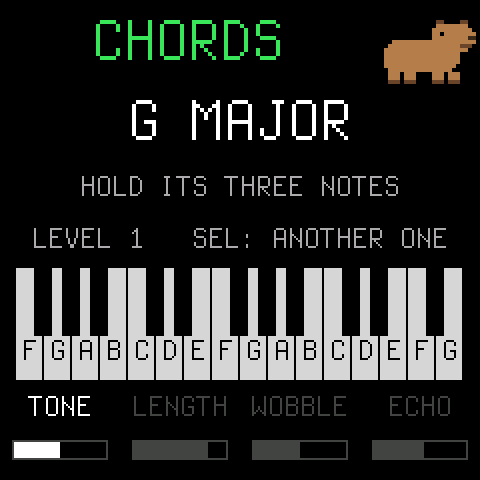 CHORDS
G MAJOR
HOLD ITS THREE NOTES
LEVEL 1 SEL: ANOTHER ONE
F G A B C D E F G A B C D E F G
TONE LENGTH WOBBLE ECHO